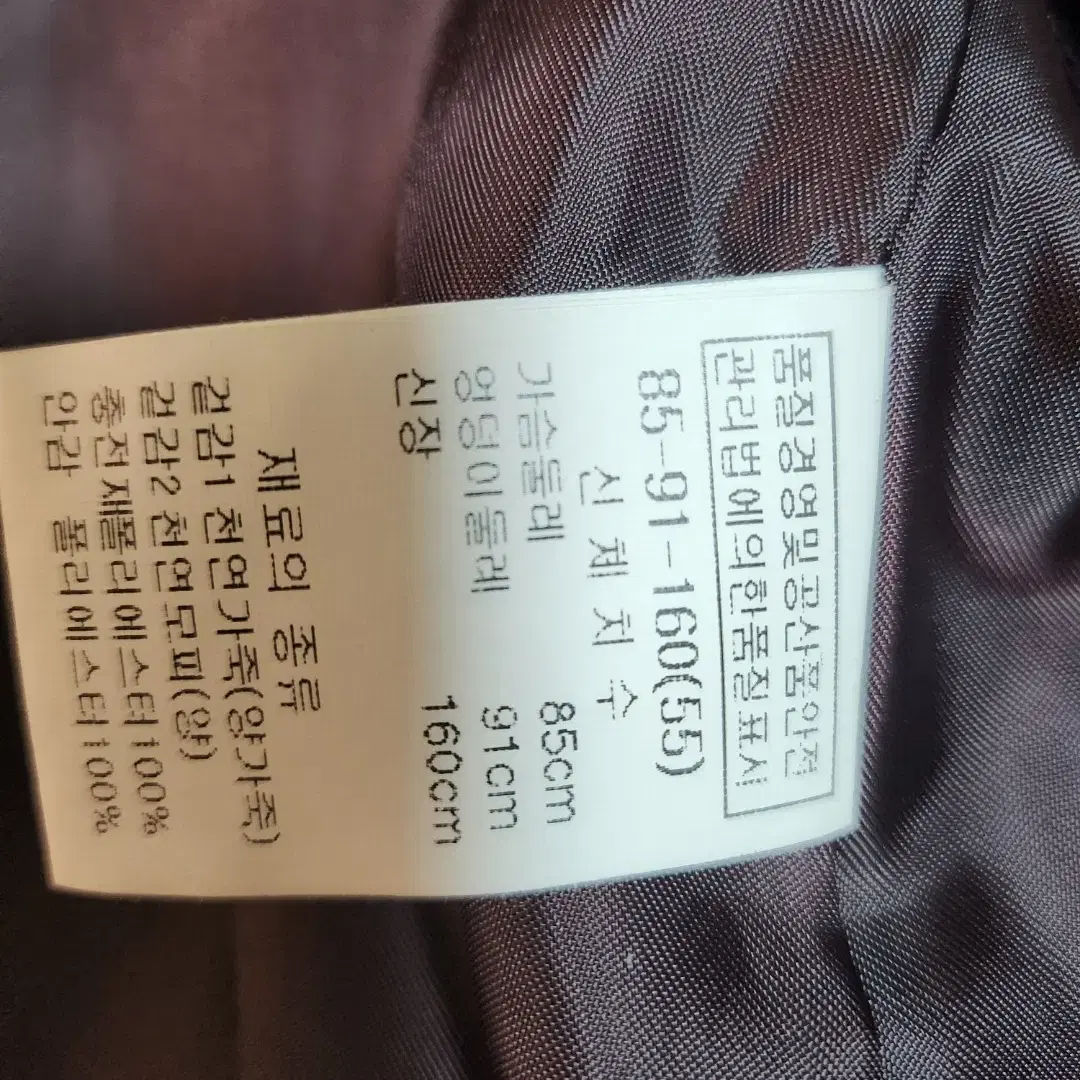 품질경영및공산품안전
관리법에의한품질표시
85-91-160(55)
신 체 치 수
가슴둘레 85cm
엉덩이둘레 91cm
신장 160cm
재료의 종류
겉감1 천연가죽(양가죽)
겉감2 천연모피(양)
충전재폴리에스터100%
안감 폴리에스터100%